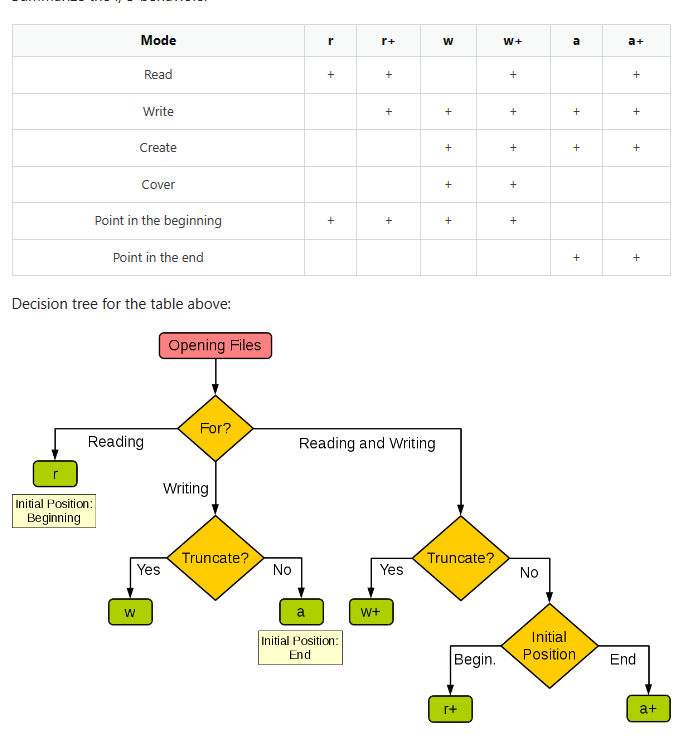 Mode r r+ w w+ a a+
Read + + + +
Write + + + + +
Create + + + +
Cover + +
Point in the beginning + + + +
Point in the end + +
Decision tree for the table above:
Opening Files
For?
Reading
Reading and Writing
r
Initial Position:
Beginning
Writing
Truncate?
Truncate?
Yes
No
Yes
No
w
a
w+
Initial Position:
End
Initial
Position
Begin.
End
r+
a+